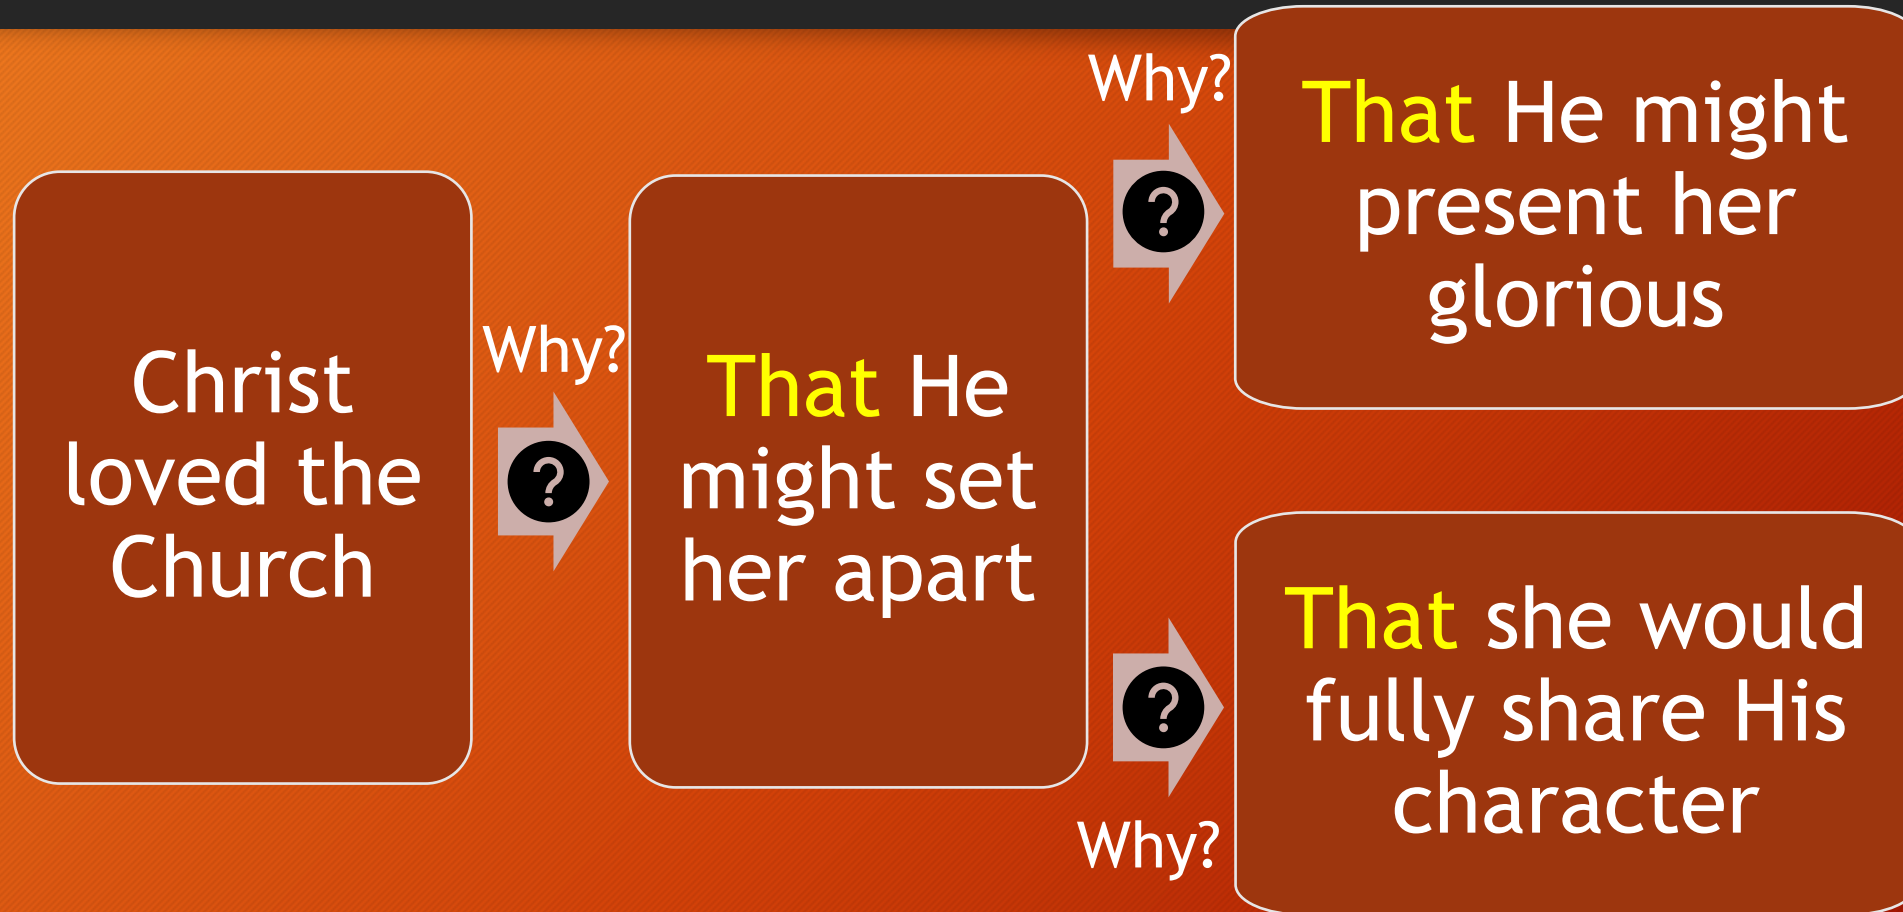 Christ
loved the
Church
Why?
?
That He
might set
her apart
Why?
?
That He might
present her
glorious
?
Why?
That she would
fully share His
character